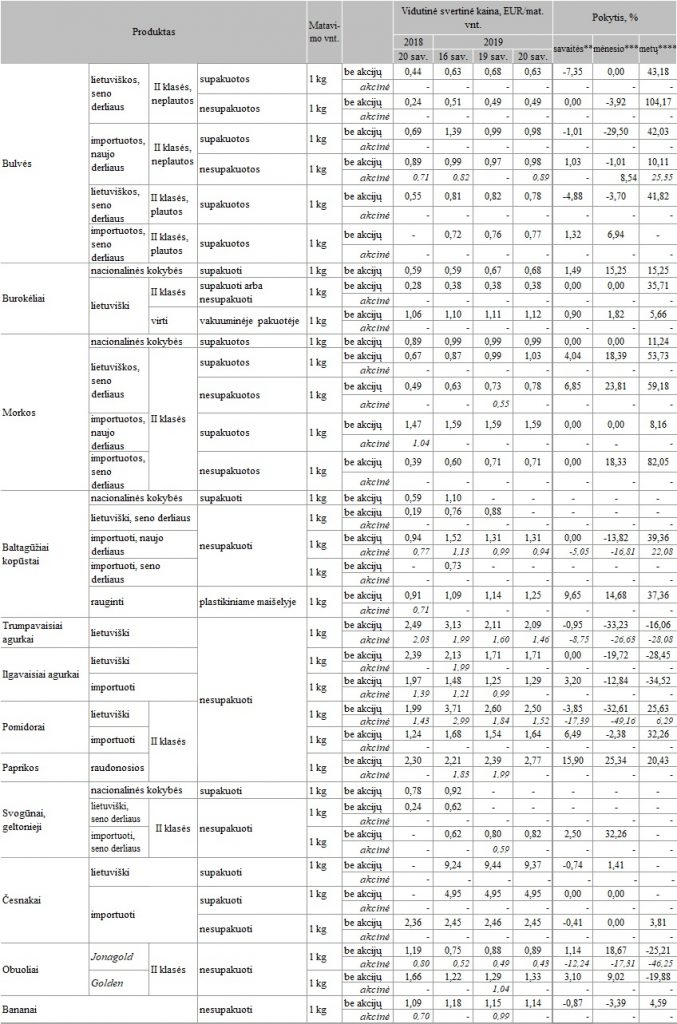 Produktas Matavi- Vidutinė svertinė kaina, EUR/mat. Pokytis, %
mo vnt. vnt.
2018 2019 savaitės** mėnesio*** metų****
20 sav. 16 sav. 19 sav. 20 sav.
Bulvės lietuviškos, seno derliaus II klasės, neplautos supakuotos 1 kg be akcijų 0,44 0,63 0,68 0,63 -7,35 0,00 43,18
akcinė - - - - - - -
nesupakuotos 1 kg be akcijų 0,24 0,51 0,49 0,49 0,00 -3,92 104,17
akcinė - - - - - - -
importuotos, naujo derliaus II klasės, neplautos supakuotos 1 kg be akcijų 0,69 1,39 0,99 0,98 -1,01 -29,50 42,03
akcinė - - - - - - -
nesupakuotos 1 kg be akcijų 0,89 0,99 0,97 0,98 1,03 -1,01 10,11
akcinė 0,71 0,82 - 0,89 - 8,54 25,35
lietuviškos, seno derliaus II klasės, plautos supakuotos 1 kg be akcijų 0,55 0,81 0,82 0,78 -4,88 -3,70 41,82
akcinė - - - - - - -
importuotos, seno derliaus II klasės, plautos supakuotos 1 kg be akcijų - 0,72 0,76 0,77 1,32 6,94 -
akcinė - - - - - - -
Burokėliai nacionalinės kokybės supakuoti 1 kg be akcijų 0,59 0,59 0,67 0,68 1,49 15,25 15,25
akcinė - - - - - - -
lietuviški II klasės supakuoti arba nesupakuoti 1 kg be akcijų 0,28 0,38 0,38 0,38 0,00 0,00 35,71
akcinė - - - - - - -
virti vakuuminėje pakuotėje 1 kg be akcijų 1,06 1,10 1,11 1,12 0,90 1,82 5,66
akcinė - - - - - - -
Morkos nacionalinės kokybės supakuotos 1 kg be akcijų 0,89 0,99 0,99 0,99 0,00 0,00 11,24
akcinė - - - - - - -
lietuviškos, seno derliaus II klasės supakuotos 1 kg be akcijų 0,67 0,87 0,99 1,03 4,04 18,39 53,73
akcinė - - - - - - -
nesupakuotos 1 kg be akcijų 0,49 0,63 0,73 0,78 6,85 23,81 59,18
akcinė - - 0,55 - - - -
importuotos, naujo derliaus supakuotos 1 kg be akcijų 1,47 1,59 1,59 1,59 0,00 0,00 8,16
akcinė 1,04 - - - - - -
importuotos, seno derliaus nesupakuotos 1 kg be akcijų 0,39 0,60 0,71 0,71 0,00 18,33 82,05
akcinė - - - - - - -
Baltagūžiai kopūstai nacionalinės kokybės supakuoti 1 kg be akcijų 0,59 1,10 - - - - -
akcinė - - - - - - -
lietuviški, seno derliaus nesupakuoti 1 kg be akcijų 0,19 0,76 0,88 - - - -
akcinė - - - - - - -
importuoti, naujo derliaus 1 kg be akcijų 0,94 1,52 1,31 1,31 0,00 -13,82 39,36
akcinė 0,77 1,13 0,99 0,94 -5,05 -16,81 22,08
importuoti, seno derliaus 1 kg be akcijų - 0,73 - - - - -
akcinė - - - - - - -
rauginti plastikiniame maišelyje 1 kg be akcijų 0,91 1,09 1,14 1,25 9,65 14,68 37,36
akcinė 0,71 - - - - - -
Trumpavaisiai agurkai lietuviški nesupakuoti 1 kg be akcijų 2,49 3,13 2,11 2,09 -0,95 -33,23 -16,06
akcinė 2,03 1,99 1,60 1,46 -8,75 -26,63 -28,08
Ilgavaisiai agurkai lietuviški 1 kg be akcijų 2,39 2,13 1,71 1,71 0,00 -19,72 -28,45
akcinė - 1,99 - - - - -
importuoti 1 kg be akcijų 1,97 1,48 1,25 1,29 3,20 -12,84 -34,52
akcinė 1,39 1,21 0,99 - - - -
Pomidorai lietuviški II klasės 1 kg be akcijų 1,99 3,71 2,60 2,50 -3,85 -32,61 25,63
akcinė 1,43 2,99 1,84 1,52 -17,39 -49,16 6,29
importuoti 1 kg be akcijų 1,24 1,68 1,54 1,64 6,49 -2,38 32,26
akcinė - - - - - - -
Paprikos raudonosios 1 kg be akcijų 2,30 2,21 2,39 2,77 15,90 25,34 20,43
akcinė - 1,83 1,99 - - - -
Svogūnai, geltonieji nacionalinės kokybės supakuoti 1 kg be akcijų 0,78 0,92 - - - - -
akcinė - - - - - - -
lietuviški, seno derliaus II klasės nesupakuoti 1 kg be akcijų 0,24 0,62 - - - - -
akcinė - - - - - - -
importuoti, seno derliaus 1 kg be akcijų - 0,62 0,80 0,82 2,50 32,26 -
akcinė - - 0,59 - - - -
Česnakai lietuviški supakuoti 1 kg be akcijų - 9,24 9,44 9,37 -0,74 1,41 -
akcinė - - - - - - -
importuoti supakuoti 1 kg be akcijų - 4,95 4,95 4,95 0,00 0,00 -
akcinė - - - - - - -
nesupakuoti 1 kg be akcijų 2,36 2,45 2,46 2,45 -0,41 0,00 3,81
akcinė - - - - - - -
Obuoliai Jonagold II klasės nesupakuoti 1 kg be akcijų 1,19 0,75 0,88 0,89 1,14 18,67 -25,21
akcinė 0,80 0,52 0,49 0,43 -12,24 -17,31 -46,25
Golden 1 kg be akcijų 1,66 1,22 1,29 1,33 3,10 9,02 -19,88
akcinė - - 1,04 - - - -
Bananai nesupakuoti 1 kg be akcijų 1,09 1,18 1,15 1,14 -0,87 -3,39 4,59
akcinė 0,70 - 0,99 - - - -